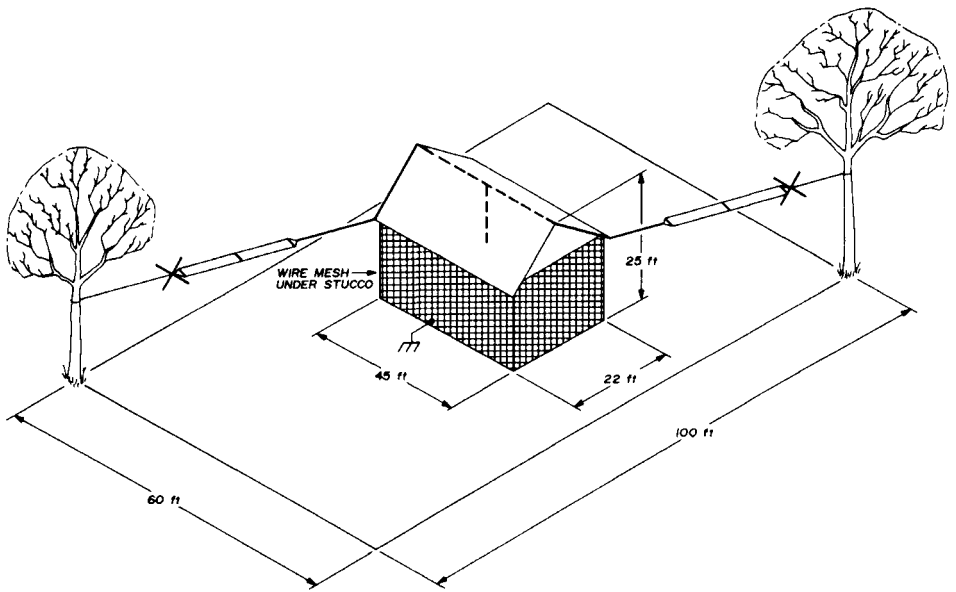 WIRE MESH
UNDER STUCCO
25 ft
45 ft
22 ft
100 ft
60 ft